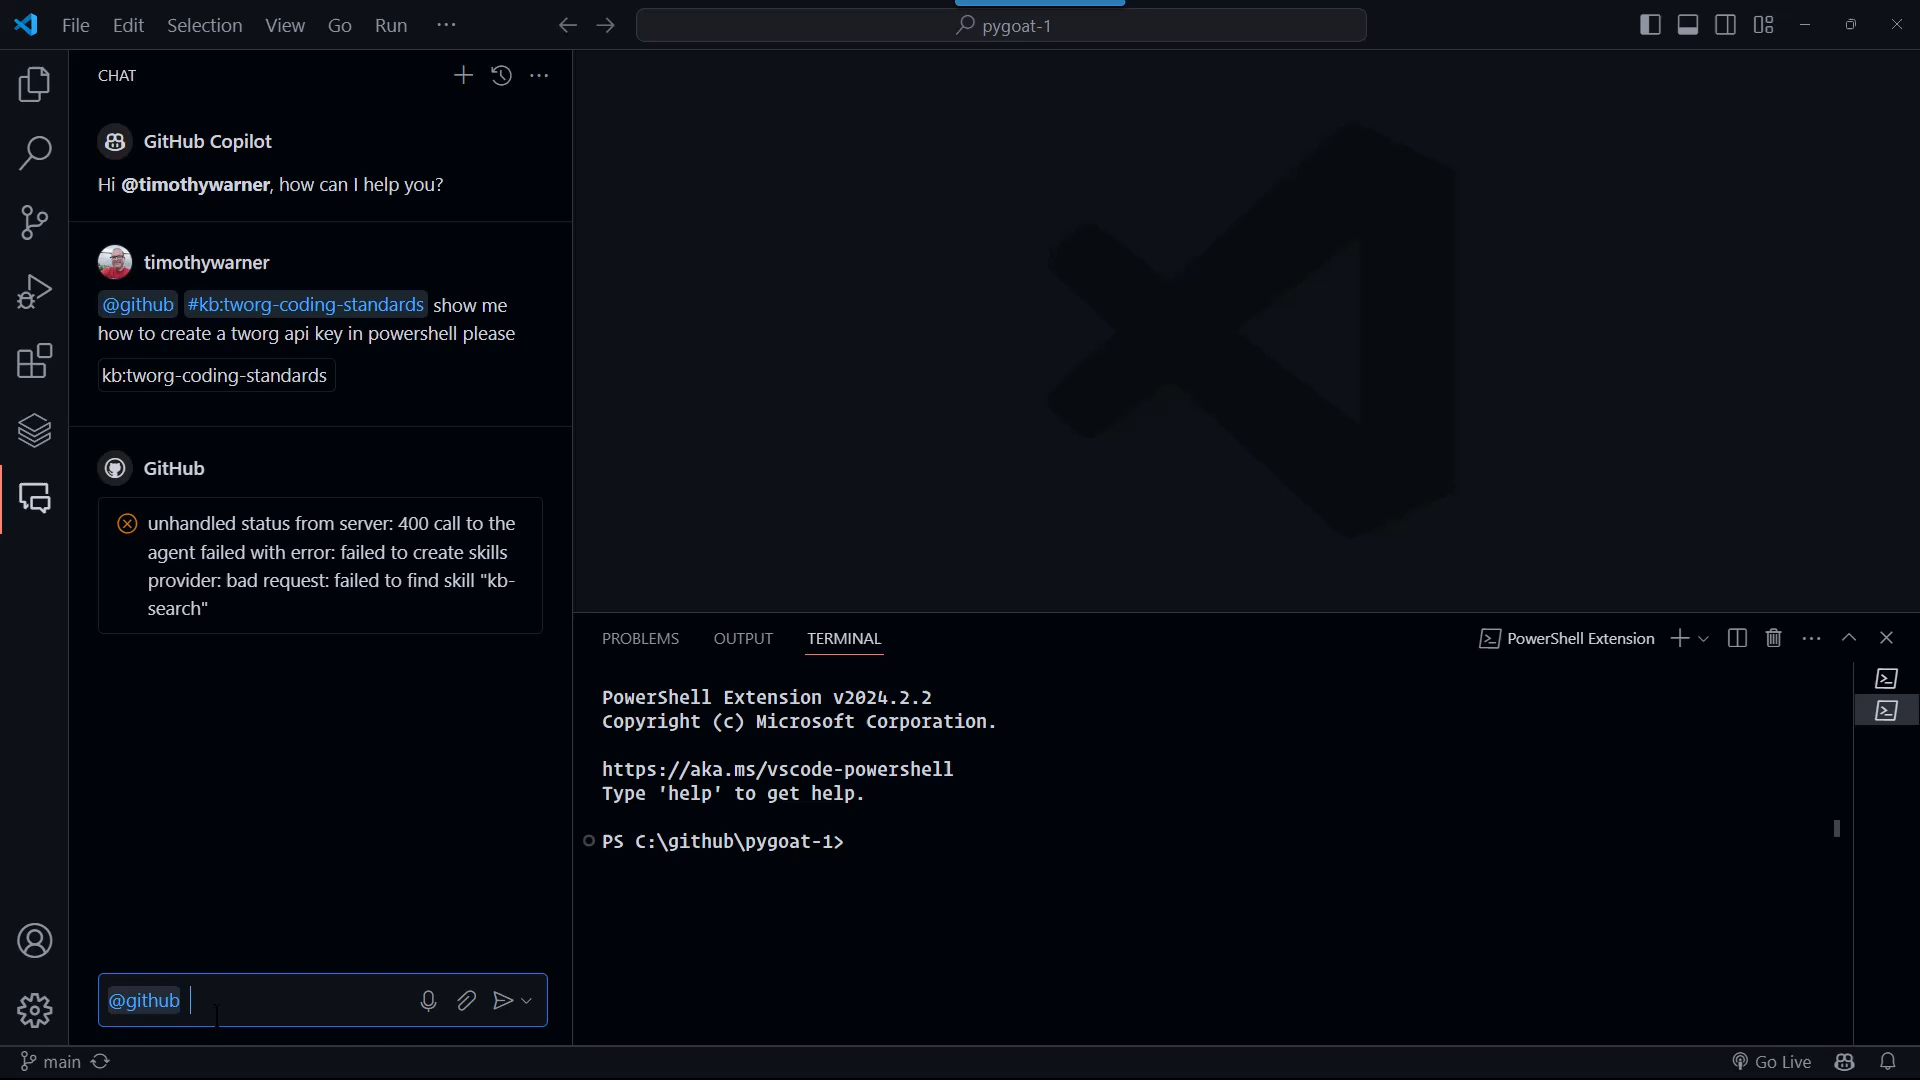 File Edit Selection View Go Run ···
pygoat-1
CHAT
GitHub Copilot
Hi @timothywarner, how can I help you?
timothywarner
@github #kb:tworg-coding-standards show me
how to create a tworg api key in powershell please
kb:tworg-coding-standards
GitHub
unhandled status from server: 400 call to the
agent failed with error: failed to create skills
provider: bad request: failed to find skill "kb-
search"
@github
PROBLEMS OUTPUT TERMINAL
PowerShell Extension
PowerShell Extension v2024.2.2
Copyright (c) Microsoft Corporation.
https://aka.ms/vscode-powershell
Type 'help' to get help.
PS C:\github\pygoat-1>
main
Go Live